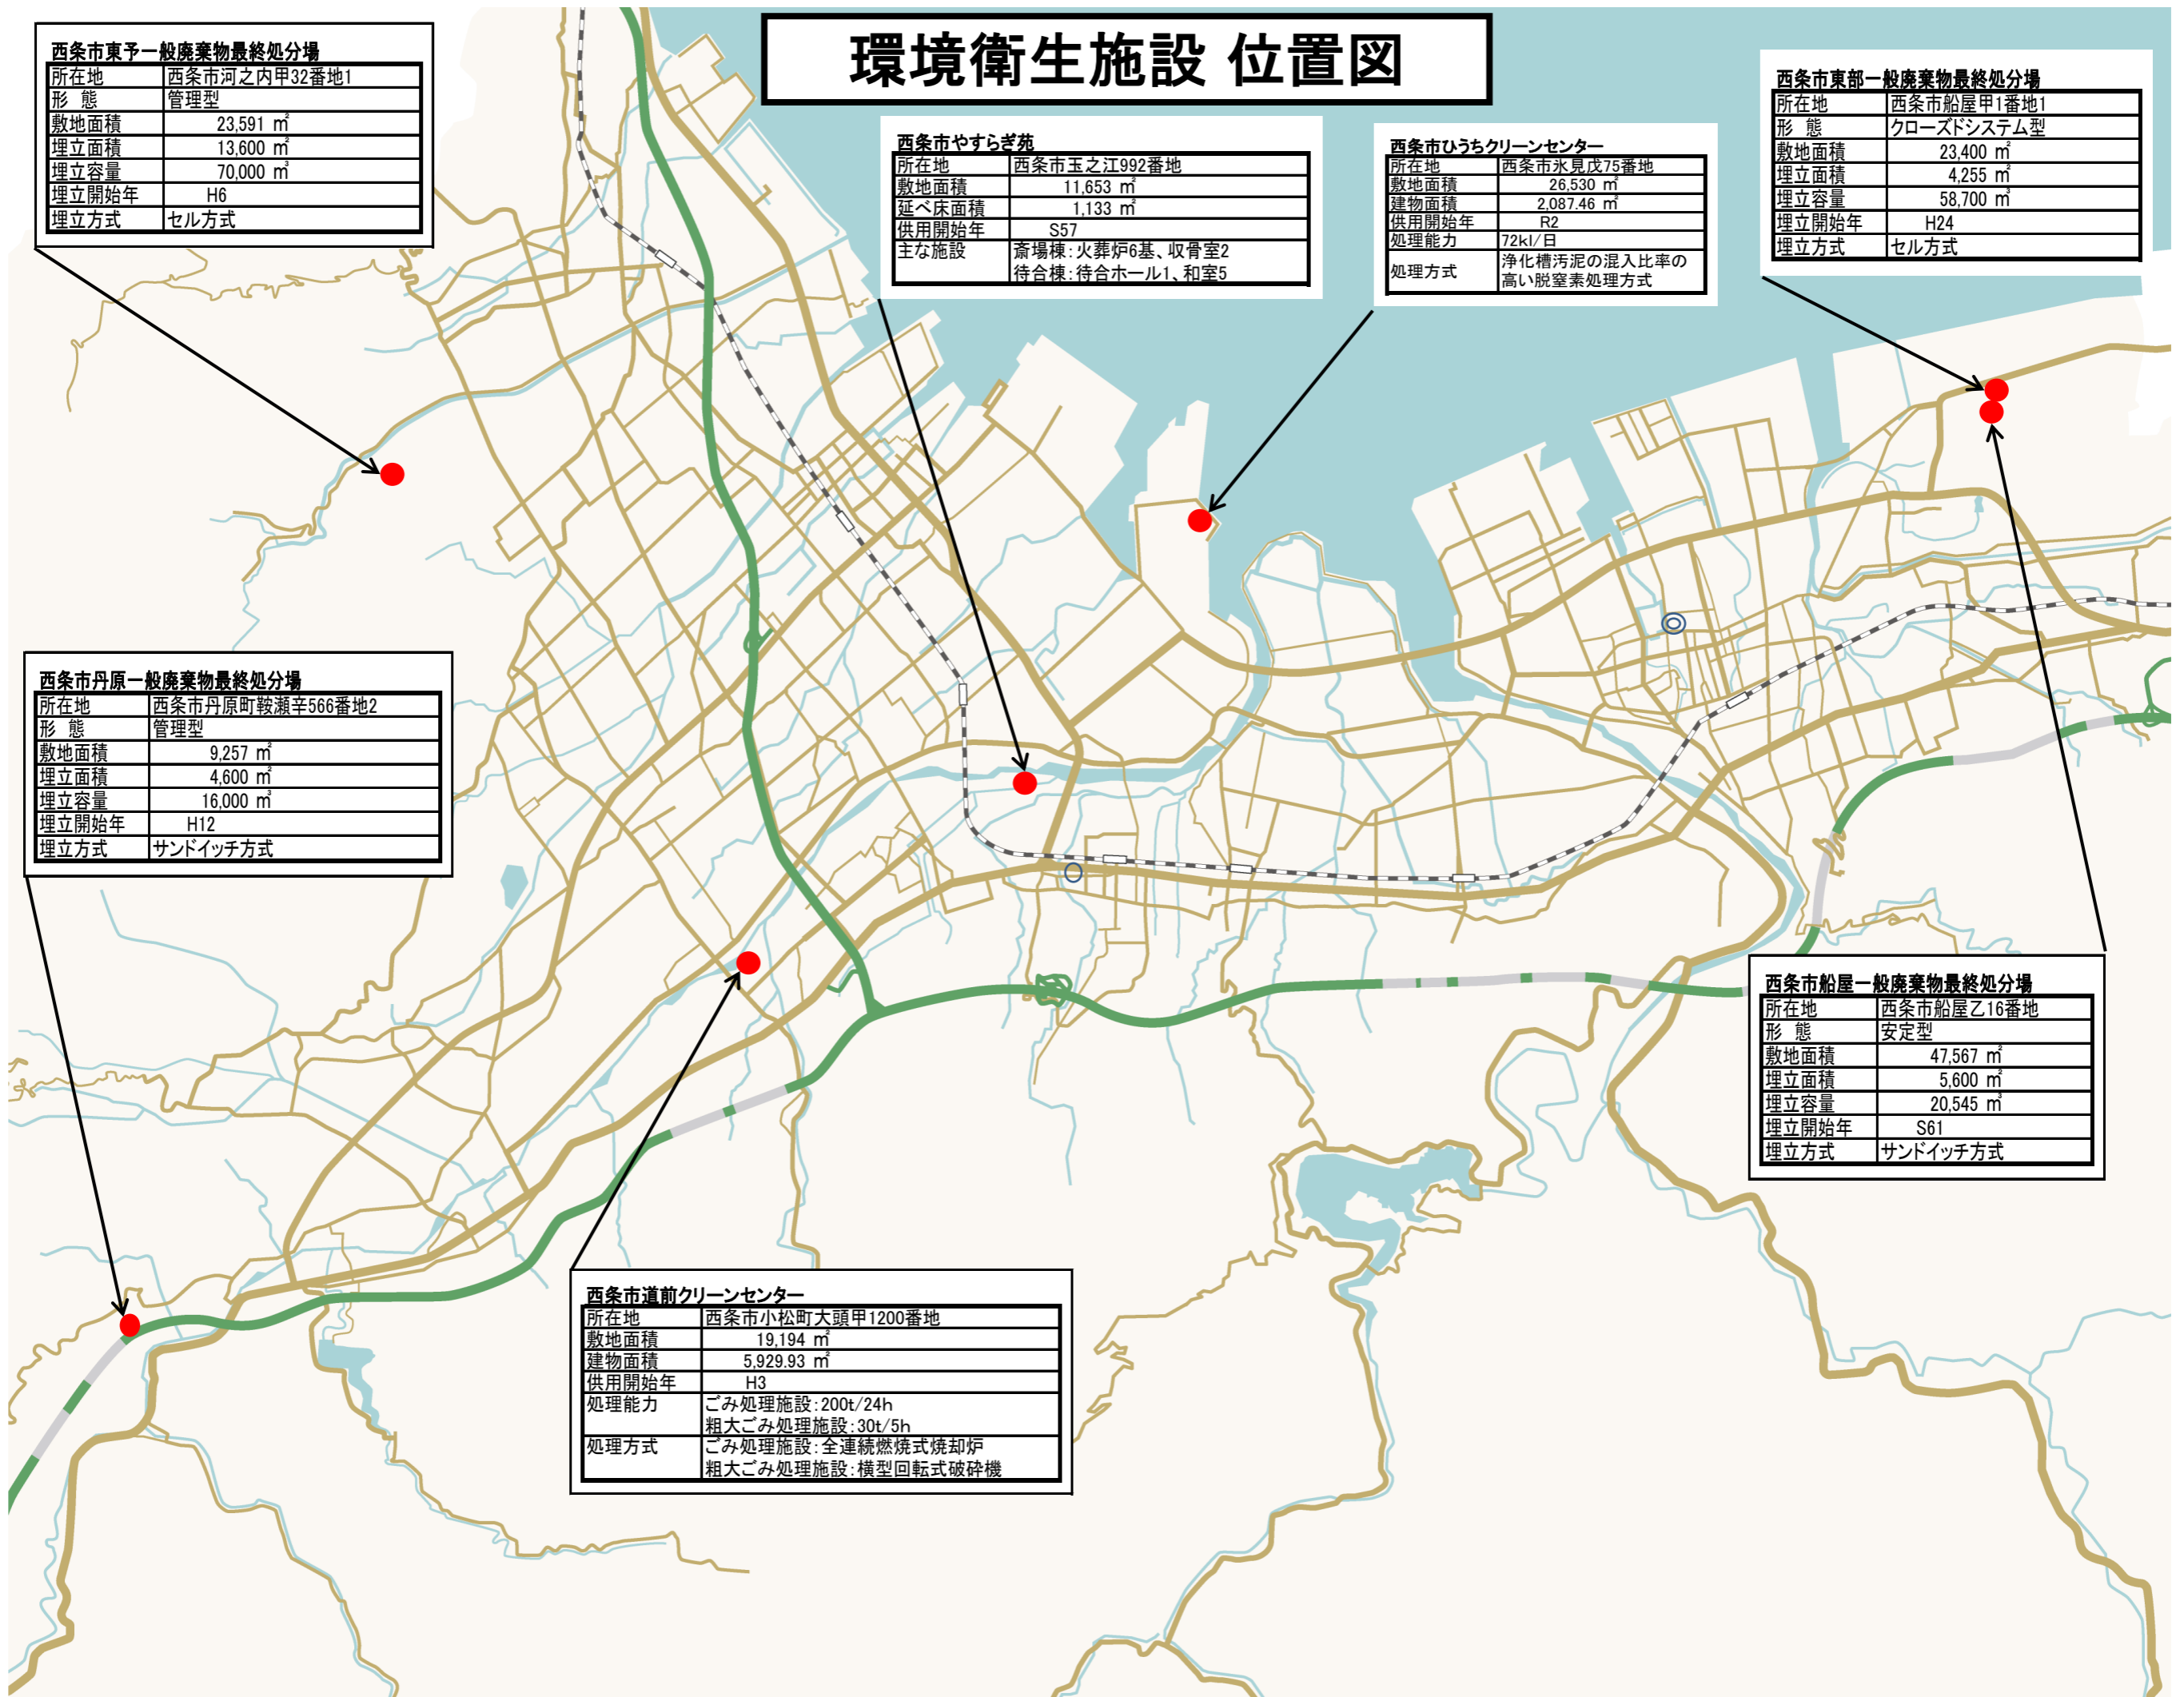 環境衛生施設 位置図
西条市東予一般廃棄物最終処分場
所在地 西条市河之内甲32番地1
形 態 管理型
敷地面積 23,591 ㎡
埋立面積 13,600 ㎡
埋立容量 70,000 ㎥
埋立開始年 H6
埋立方式 セル方式
西条市やすらぎ苑
所在地 西条市玉之江992番地
敷地面積 11,653 ㎡
延べ床面積 1,133 ㎡
供用開始年 S57
主な施設 斎場棟:火葬炉6基、収骨室2
待合棟:待合ホール1、和室5
西条市ひうちクリーンセンター
所在地 西条市氷見戊75番地
敷地面積 26,530 ㎡
建物面積 2,087.46 ㎡
供用開始年 R2
処理能力 72kl/日
処理方式 浄化槽汚泥の混入比率の
高い脱窒素処理方式
西条市東部一般廃棄物最終処分場
所在地 西条市船屋甲1番地1
形 態 クローズドシステム型
敷地面積 23,400 ㎡
埋立面積 4,255 ㎡
埋立容量 58,700 ㎥
埋立開始年 H24
埋立方式 セル方式
西条市丹原一般廃棄物最終処分場
所在地 西条市丹原町鞍瀬辛566番地2
形 態 管理型
敷地面積 9,257 ㎡
埋立面積 4,600 ㎡
埋立容量 16,000 ㎥
埋立開始年 H12
埋立方式 サンドイッチ方式
西条市船屋一般廃棄物最終処分場
所在地 西条市船屋乙16番地
形 態 安定型
敷地面積 47,567 ㎡
埋立面積 5,600 ㎡
埋立容量 20,545 ㎥
埋立開始年 S61
埋立方式 サンドイッチ方式
西条市道前クリーンセンター
所在地 西条市小松町大頭甲1200番地
敷地面積 19,194 ㎡
建物面積 5,929.93 ㎡
供用開始年 H3
処理能力 ごみ処理施設:200t/24h
粗大ごみ処理施設:30t/5h
処理方式 ごみ処理施設:全連続燃焼式焼却炉
粗大ごみ処理施設:横型回転式破砕機